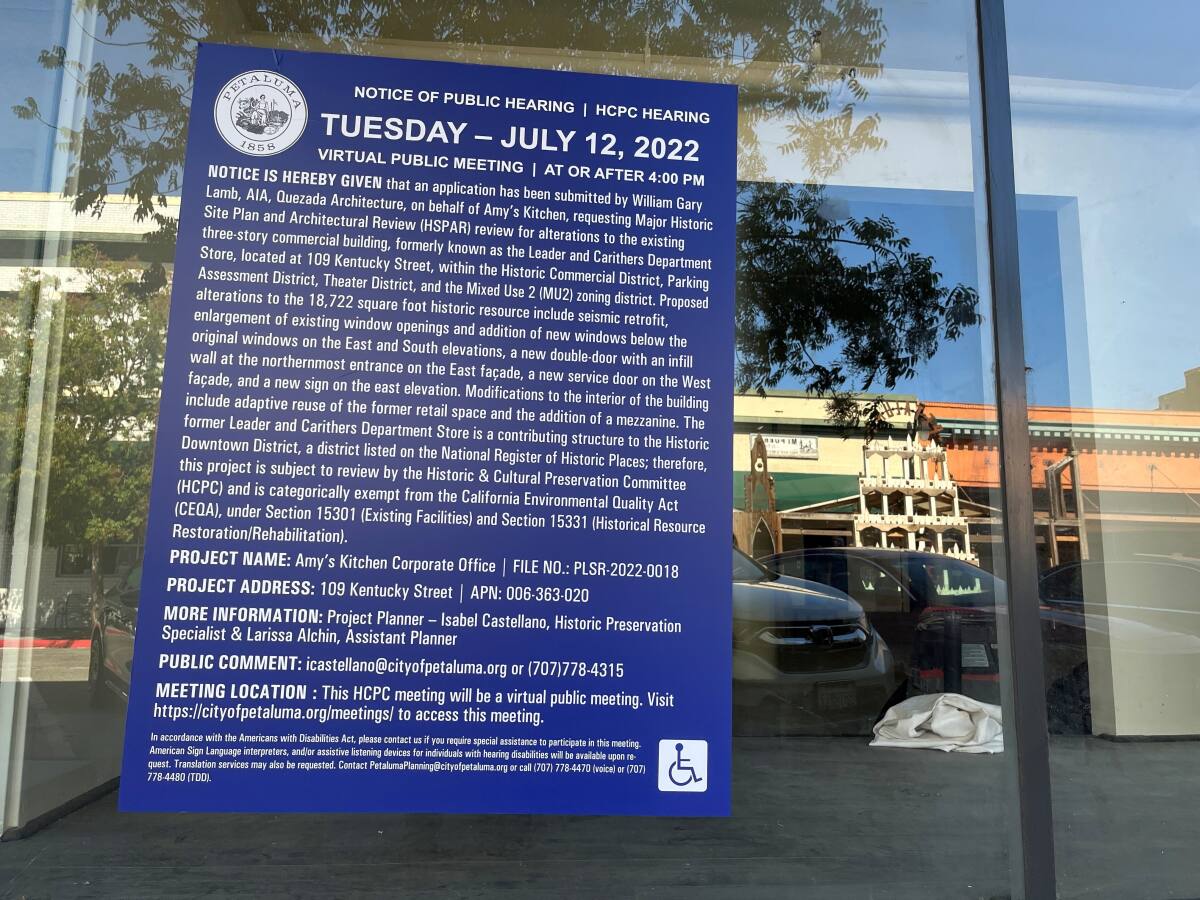 PETALUMA
1858
NOTICE OF PUBLIC HEARING | HCPC HEARING
TUESDAY – JULY 12, 2022
VIRTUAL PUBLIC MEETING | AT OR AFTER 4:00 PM
NOTICE IS HEREBY GIVEN that an application has been submitted by William Gary
Lamb, AIA, Quezada Architecture, on behalf of Amy's Kitchen, requesting Major Historic
Site Plan and Architectural Review (HSPAR) review for alterations to the existing
three-story commercial building, formerly known as the Leader and Carithers Department
Store, located at 109 Kentucky Street, within the Historic Commercial District, Parking
Assessment District, Theater District, and the Mixed Use 2 (MU2) zoning district. Proposed
alterations to the 18,722 square foot historic resource include seismic retrofit,
enlargement of existing window openings and addition of new windows below the
original windows on the East and South elevations, a new double-door with an infill
wall at the northernmost entrance on the East façade, a new service door on the West
façade, and a new sign on the east elevation. Modifications to the interior of the building
include adaptive reuse of the former retail space and the addition of a mezzanine. The
former Leader and Carithers Department Store is a contributing structure to the Historic
Downtown District, a district listed on the National Register of Historic Places; therefore,
this project is subject to review by the Historic & Cultural Preservation Committee
(HCPC) and is categorically exempt from the California Environmental Quality Act
(CEQA), under Section 15301 (Existing Facilities) and Section 15331 (Historical Resource
Restoration/Rehabilitation).
PROJECT NAME: Amy's Kitchen Corporate Office | FILE NO.: PLSR-2022-0018
PROJECT ADDRESS: 109 Kentucky Street | APN: 006-363-020
MORE INFORMATION: Project Planner – Isabel Castellano, Historic Preservation
Specialist & Larissa Alchin, Assistant Planner
PUBLIC COMMENT: icastellano@cityofpetaluma.org or (707)778-4315
MEETING LOCATION : This HCPC meeting will be a virtual public meeting. Visit
https://cityofpetaluma.org/meetings/ to access this meeting.
In accordance with the Americans with Disabilities Act, please contact us if you require special assistance to participate in this meeting.
American Sign Language interpreters, and/or assistive listening devices for individuals with hearing disabilities will be available upon re-
quest. Translation services may also be requested. Contact PetalumaPlanning@cityofpetaluma.org or call (707) 778-4470 (voice) or (707)
778-4480 (TDD).